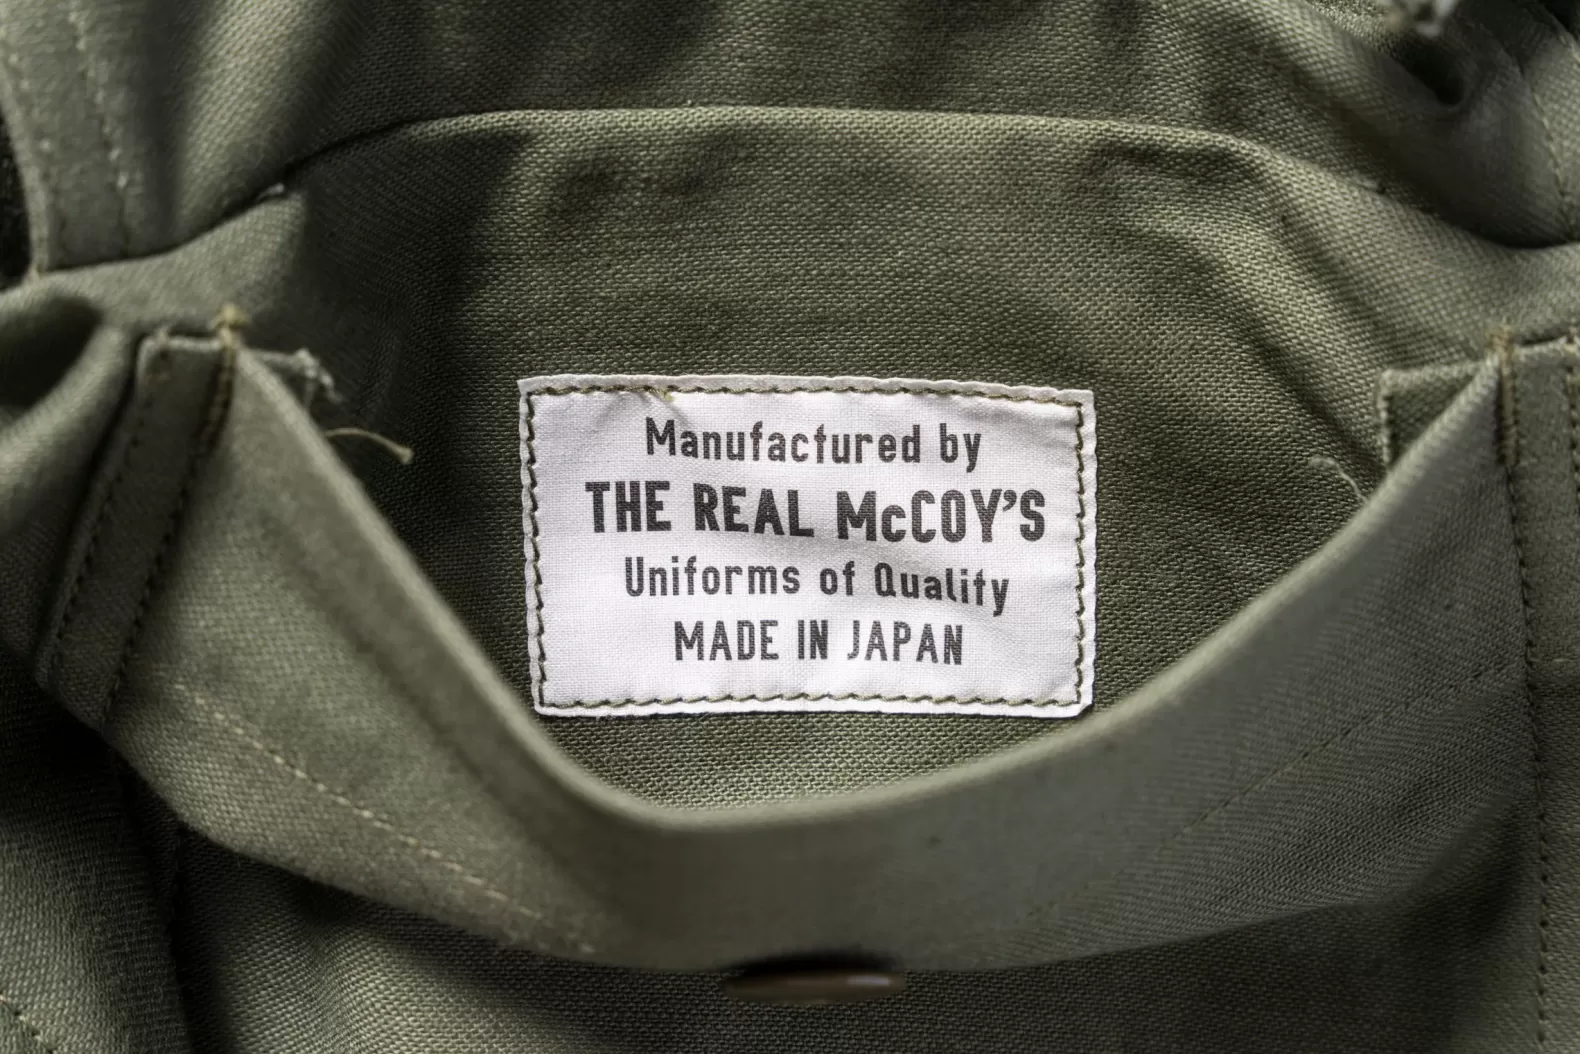 Manufactured by
THE REAL McCOY'S
Uniforms of Quality
MADE IN JAPAN